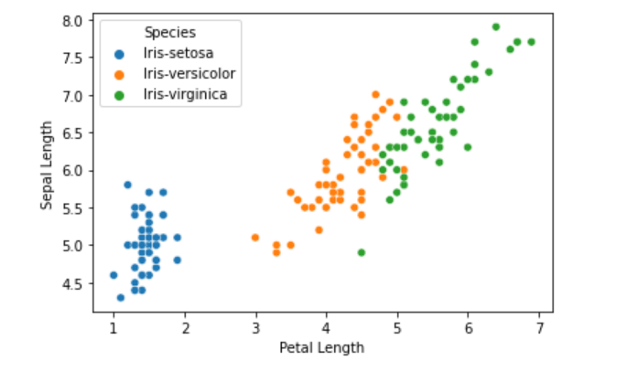 Species
Iris-setosa
Iris-versicolor
Iris-virginica
8.0
7.5
7.0
6.5
6.0
5.5
5.0
4.5
Sepal Length
1 2 3 4 5 6 7
Petal Length